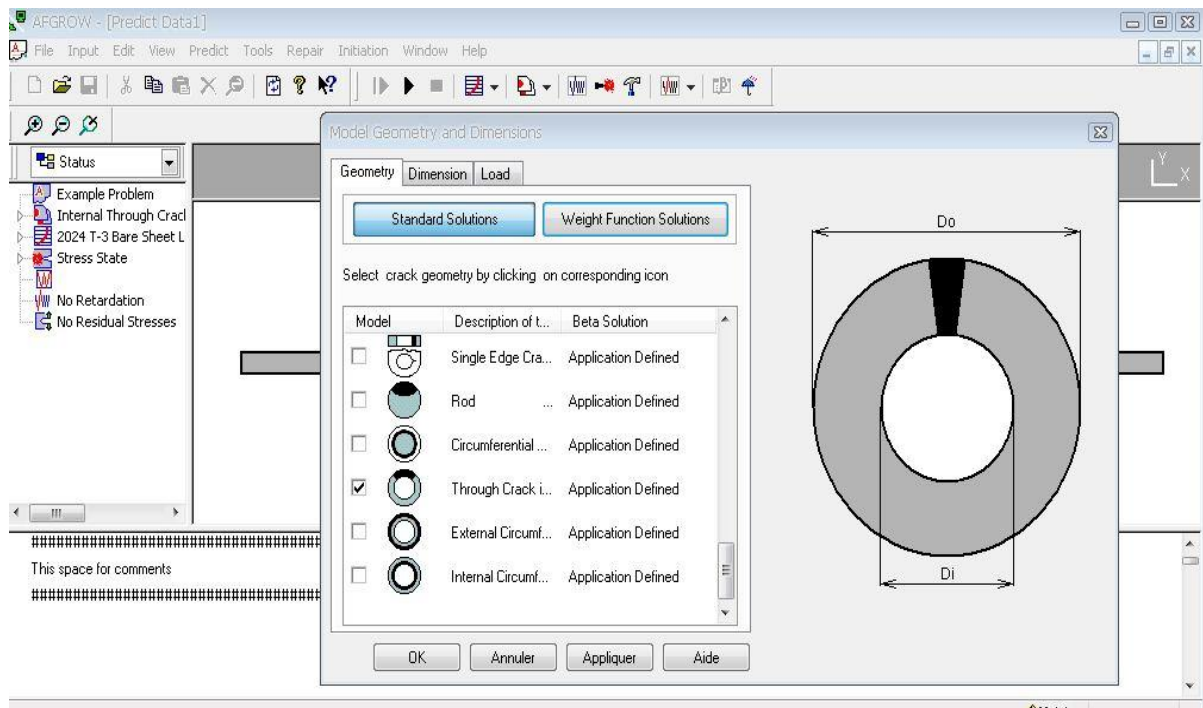 AFGROW - [Predict Data1]
File Input Edit View Predict Tools Repair Initiation Window Help
Status
Example Problem
Internal Through Crac
2024 T-3 Bare Sheet L
Stress State
No Retardation
No Residual Stresses
Model Geometry and Dimensions
Geometry Dimension Load
Standard Solutions Weight Function Solutions
Select crack geometry by clicking on corresponding icon
Model Description of t... Beta Solution
Single Edge Cra... Application Defined
Rod ... Application Defined
Circumferential ... Application Defined
Through Crack i... Application Defined
External Circumf... Application Defined
Internal Circumf... Application Defined
OK Annuler Appliquer Aide
Do
Di
Y
X
########################################
This space for comments
########################################